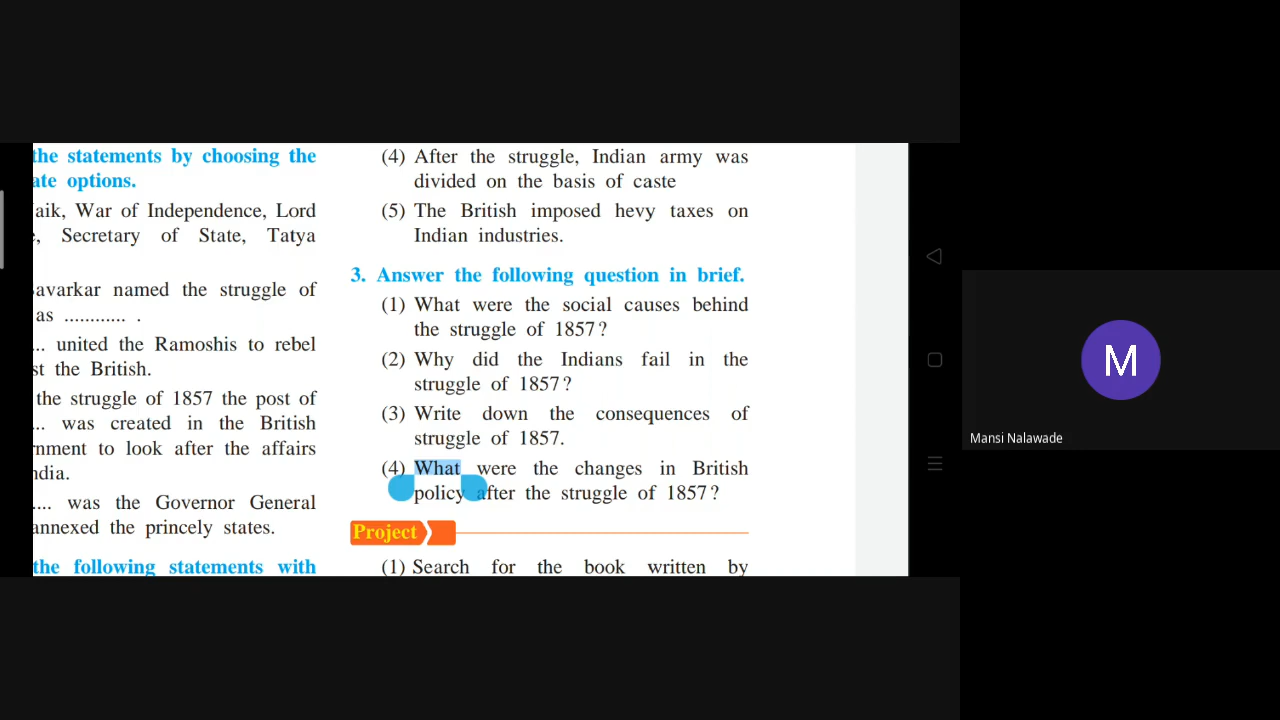 the statements by choosing the
ate options.
aik, War of Independence, Lord
e, Secretary of State, Tatya
avarkar named the struggle of
as ............ .
... united the Ramoshis to rebel
st the British.
the struggle of 1857 the post of
... was created in the British
rnment to look after the affairs
ndia.
.... was the Governor General
annexed the princely states.
the following statements with
(4) After the struggle, Indian army was
divided on the basis of caste
(5) The British imposed hevy taxes on
Indian industries.
3. Answer the following question in brief.
(1) What were the social causes behind
the struggle of 1857?
(2) Why did the Indians fail in the
struggle of 1857?
(3) Write down the consequences of
struggle of 1857.
(4) What were the changes in British
policy after the struggle of 1857?
Project
(1) Search for the book written by
M
Mansi Nalawade